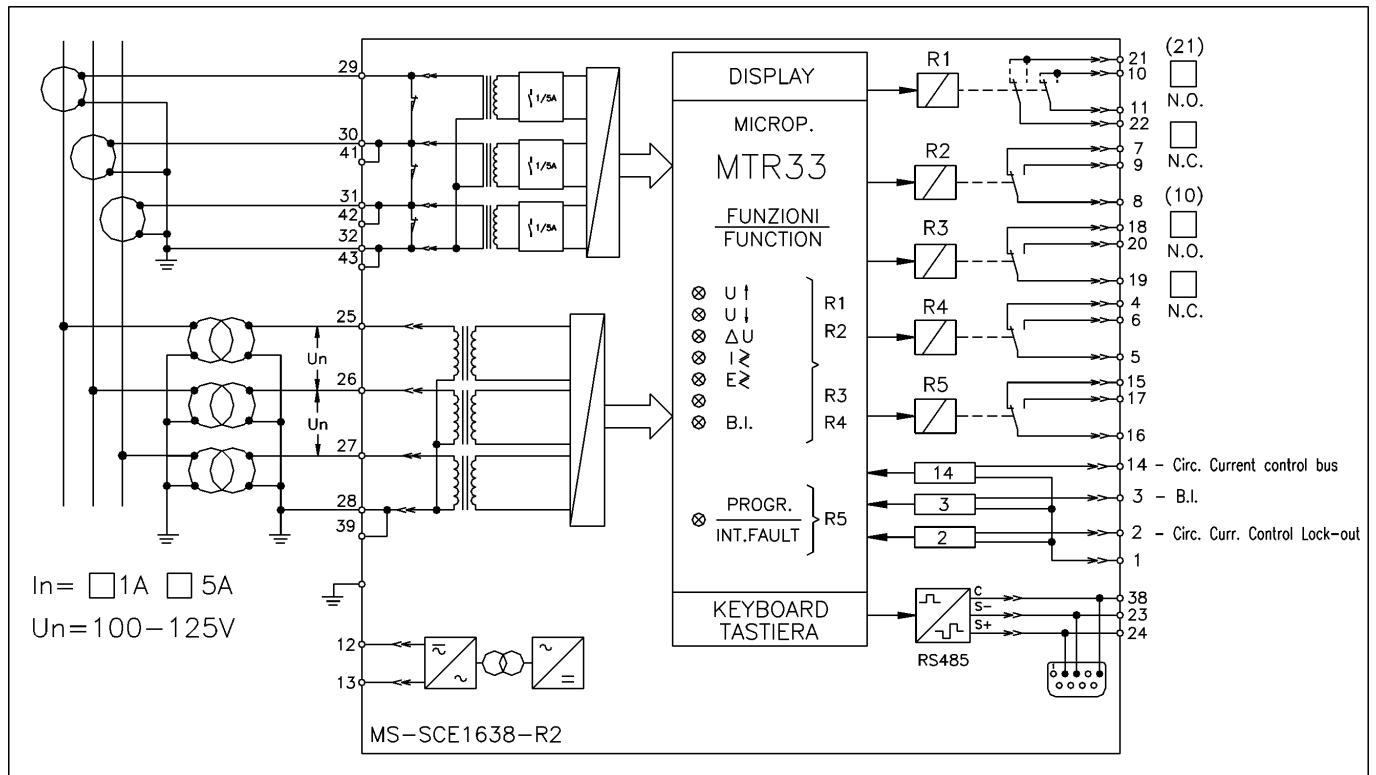 29
30
41
31
42
32
43
1/5A
1/5A
1/5A
25
26
27
28
39
Un
Un
In= 1A 5A
Un=100-125V
12
13
MS-SCE1638-R2
DISPLAY
MICROP.
MTR33
FUNZIONI
FUNCTION
U↑
U↓
ΔU
I≷
E≷
B.I.
R1
R2
R3
R4
PROGR.
INT.FAULT
R5
KEYBOARD
TASTIERA
R1
R2
R3
R4
R5
14
3
2
C
S-
S+
RS485
21
10
11
22
7
9
8
18
20
19
4
6
5
15
17
16
14 - Circ. Current control bus
3 - B.I.
2 - Circ. Curr. Control Lock-out
1
38
23
24
1
(21)
N.O.
N.C.
(10)
N.O.
N.C.